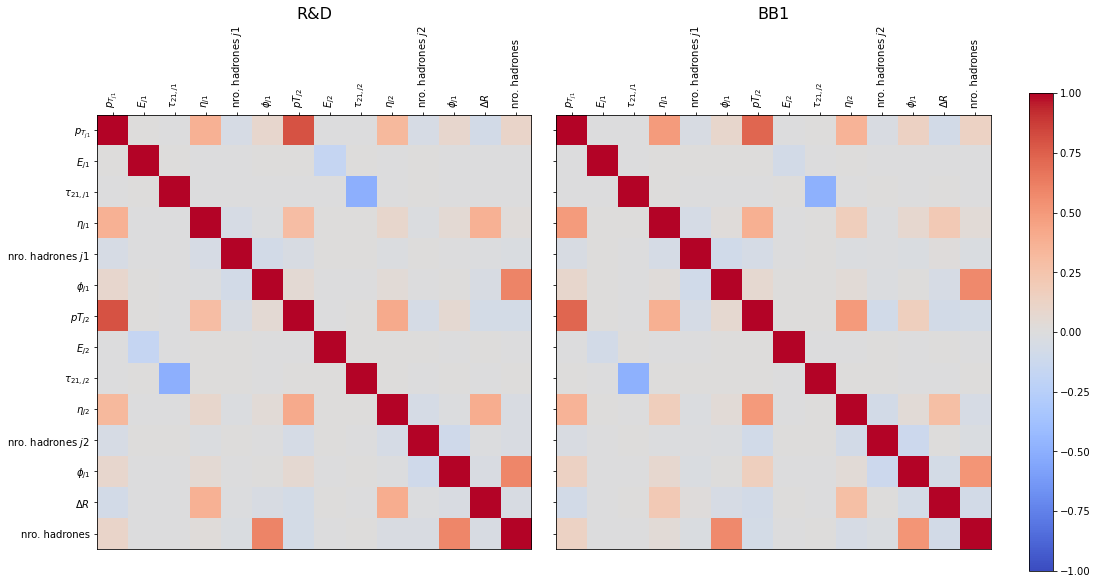 R&D
BB1
p_{T_{j1}}
E_{j1}
τ_{21,j1}
η_{j1}
nro. hadrones j1
ϕ_{j1}
pT_{j2}
E_{j2}
τ_{21,j2}
η_{j2}
nro. hadrones j2
ϕ_{j1}
ΔR
nro. hadrones
p_{T_{j1}}
E_{j1}
τ_{21,j1}
η_{j1}
nro. hadrones j1
ϕ_{j1}
pT_{j2}
E_{j2}
τ_{21,j2}
η_{j2}
nro. hadrones j2
ϕ_{j1}
ΔR
nro. hadrones
p_{T_{j1}}
E_{j1}
τ_{21,j1}
η_{j1}
nro. hadrones j1
ϕ_{j1}
pT_{j2}
E_{j2}
τ_{21,j2}
η_{j2}
nro. hadrones j2
ϕ_{j1}
ΔR
nro. hadrones
1.00
0.75
0.50
0.25
0.00
−0.25
−0.50
−0.75
−1.00